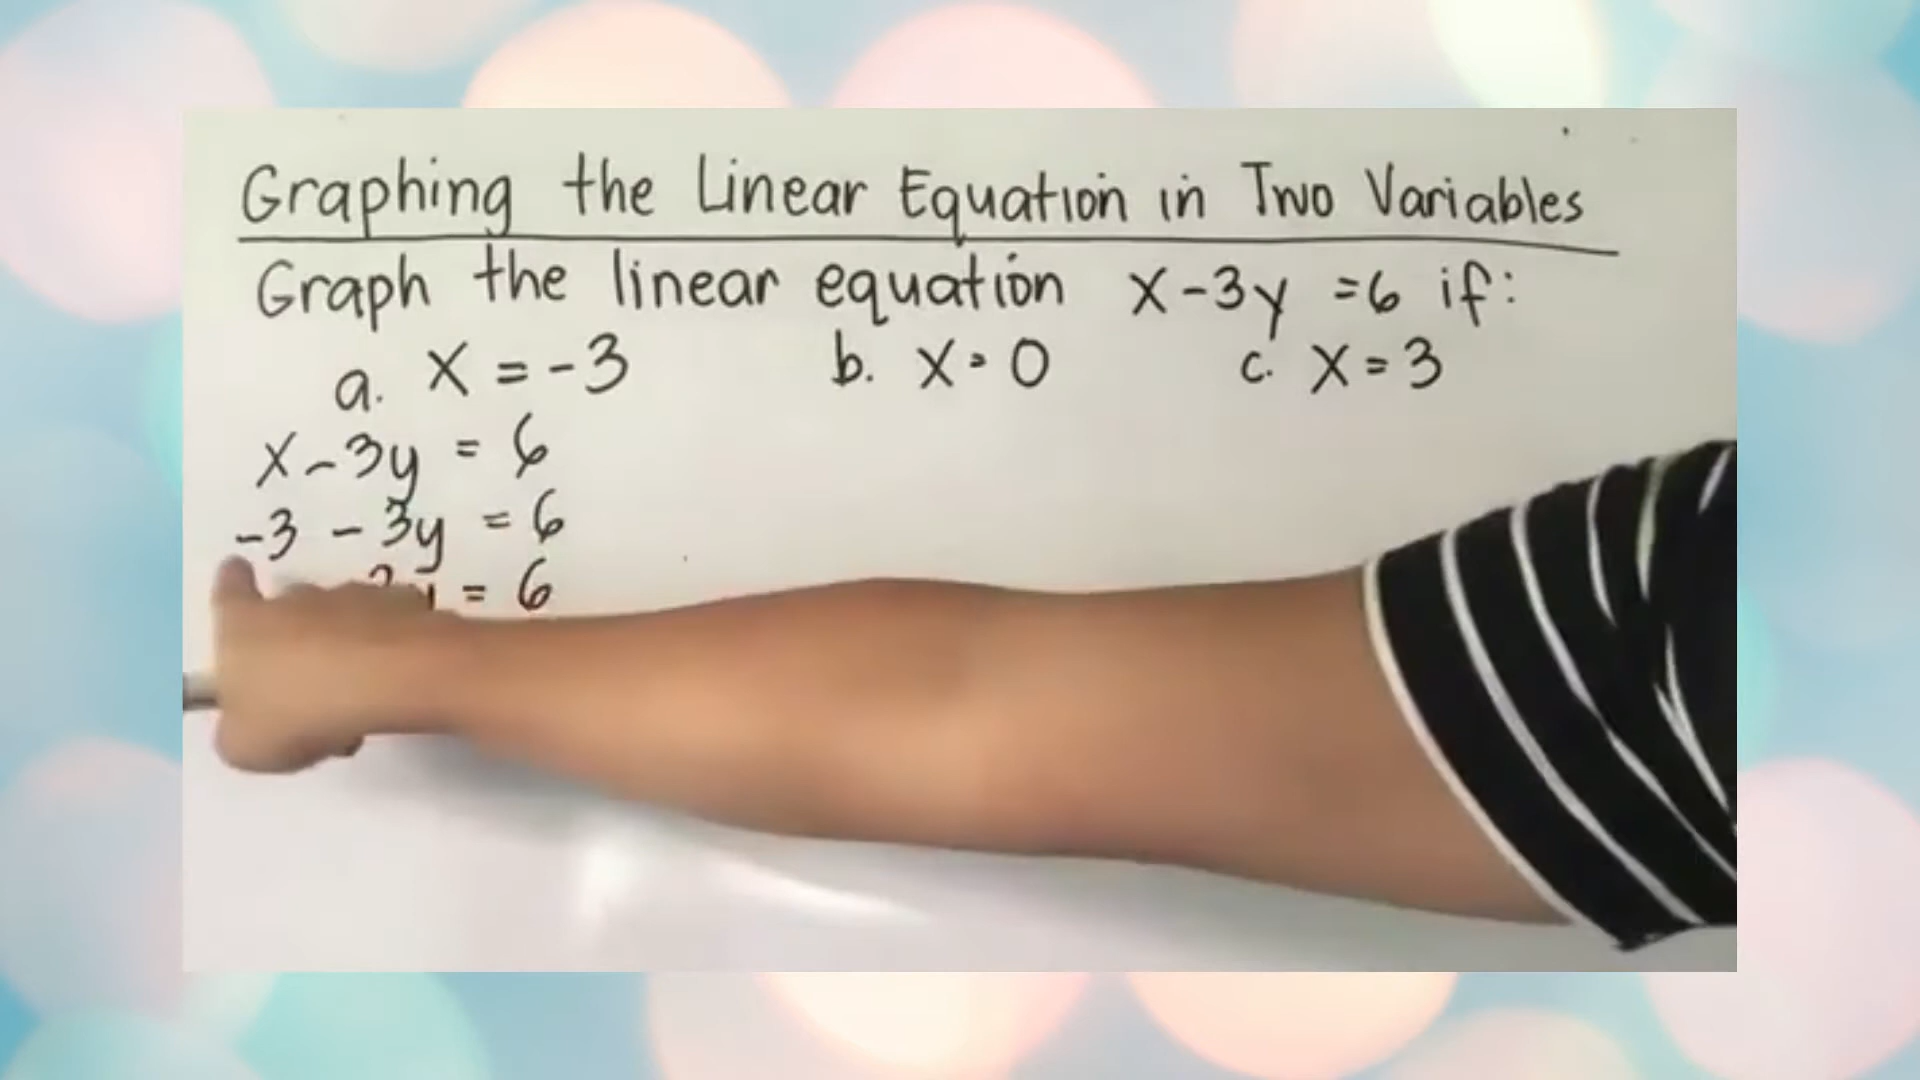 Graphing the Linear Equation in Two Variables
Graph the linear equation x-3y =6 if:
a. x = -3 b. x = 0 c. x = 3
x-3y = 6
-3 - 3y = 6
= 6